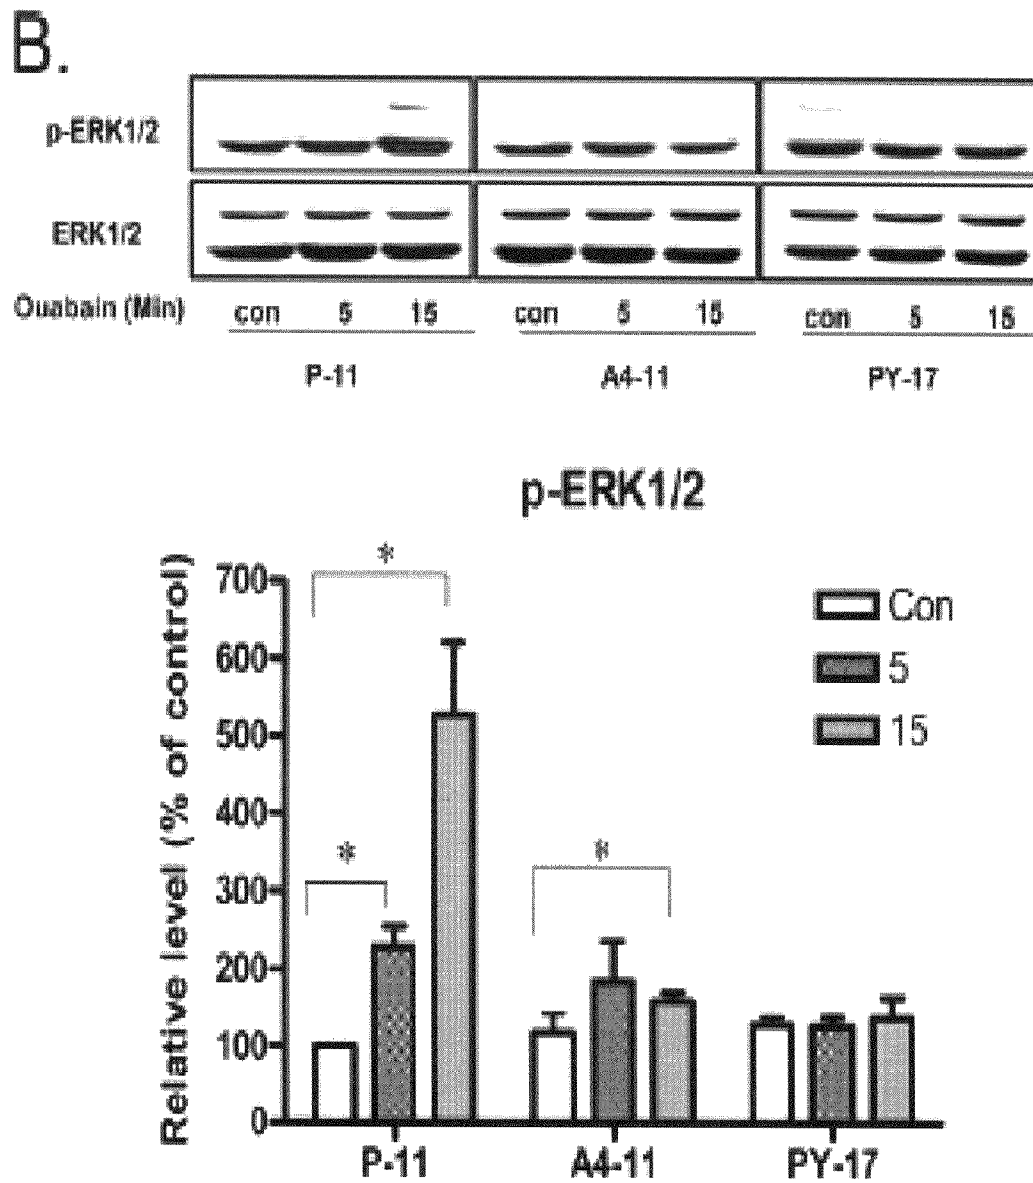 B.
p-ERK1/2
ERK1/2
Ouabain (Min) con 5 15 con 5 15 con 5 15
P-11 A4-11 PY-17
p-ERK1/2
Relative level (% of control)
700
600
500
400
300
200
100
0
*
*
*
Con
5
15
P-11 A4-11 PY-17